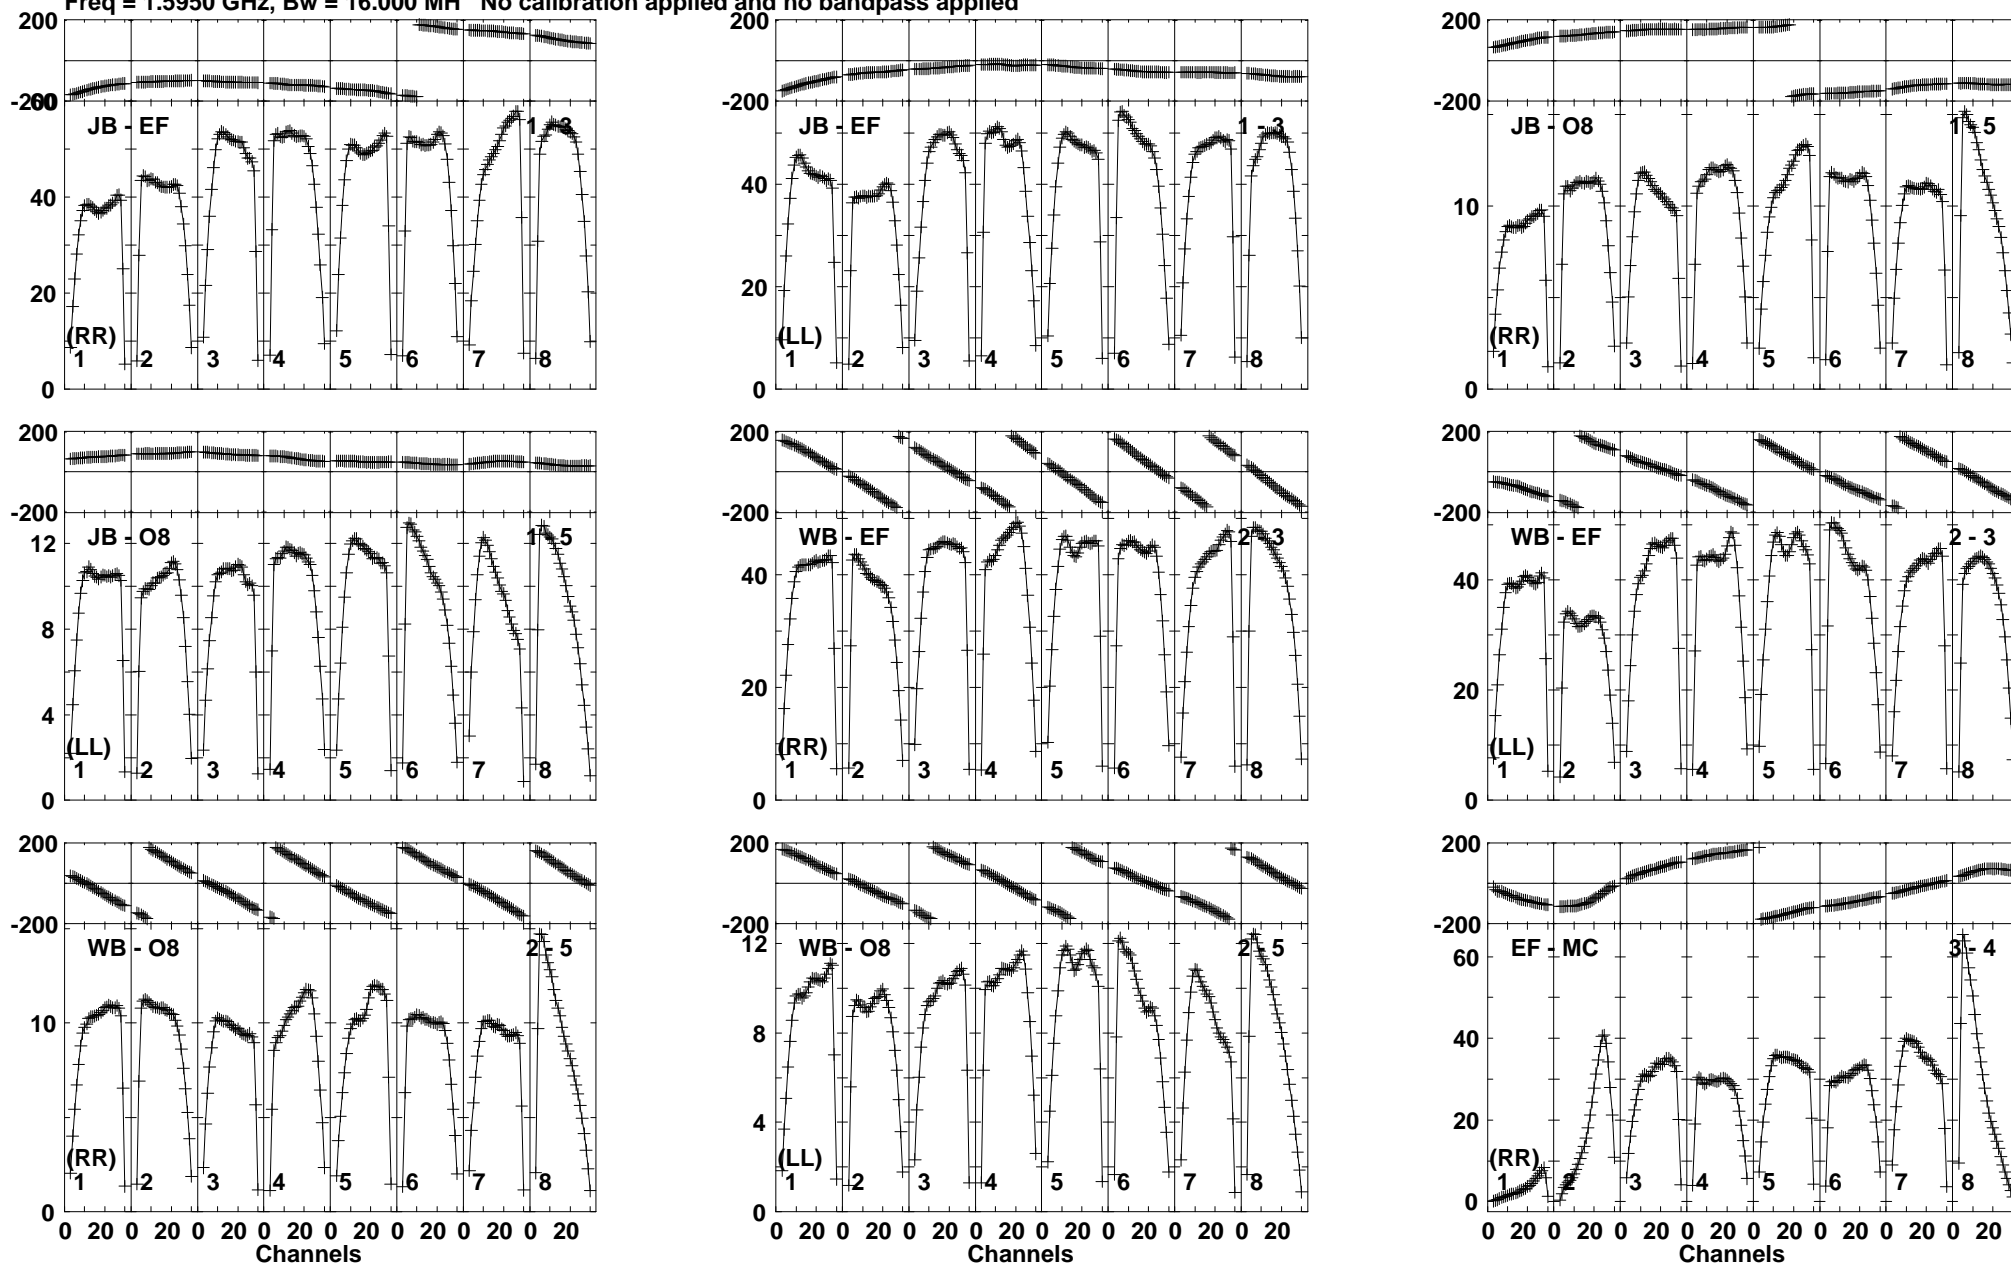 Freq = 1.5950 GHz, Bw = 16.000 MH No calibration applied and no bandpass applied
200 200 200
-200 -200 -200
60
JB - EF 1 - 3 JB - EF 1 - 3 JB - O8 1 - 5
40 40 10
20 20
(RR) (LL) (RR)
1 2 3 4 5 6 7 8 1 2 3 4 5 6 7 8 1 2 3 4 5 6 7 8
0 0 0
200 200 200
-200 -200 -200
JB - O8 1 - 5 WB - EF 2 - 3 WB - EF 2 - 3
12 40 40
8
4 20 20
(LL) (RR) (LL)
1 2 3 4 5 6 7 8 1 2 3 4 5 6 7 8 1 2 3 4 5 6 7 8
0 0 0
200 200 200
-200 -200 -200
WB - O8 2 - 5 WB - O8 2 - 5 EF - MC 3 - 4
10 12 60
8 40
4 20
(RR) (LL) (RR)
1 2 3 4 5 6 7 8 1 2 3 4 5 6 7 8 1 2 3 4 5 6 7 8
0 0 0
0 20 0 20 0 20 0 20 0 20 0 20 0 20 0 20 0 20 0 20 0 20 0 20 0 20 0 20 0 20 0 20 0 20 0 20 0 20 0 20 0 20 0 20 0 20 0 20
Channels Channels Channels